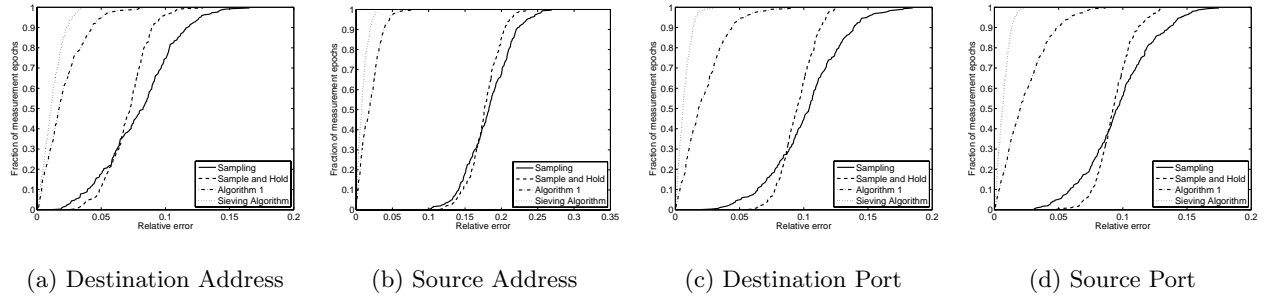 Fraction of measurement epochs
1
0.9
0.8
0.7
0.6
0.5
0.4
0.3
0.2
0.1
0
0 0.05 0.1 0.15 0.2
Relative error
Sampling
Sample and Hold
Algorithm 1
Sieving Algorithm
(a) Destination Address
Fraction of measurement epochs
1
0.9
0.8
0.7
0.6
0.5
0.4
0.3
0.2
0.1
0
0 0.05 0.1 0.15 0.2 0.25 0.3 0.35
Relative error
Sampling
Sample and Hold
Algorithm 1
Sieving Algorithm
(b) Source Address
Fraction of measurement epochs
1
0.9
0.8
0.7
0.6
0.5
0.4
0.3
0.2
0.1
0
0 0.05 0.1 0.15 0.2
Relative error
Sampling
Sample and Hold
Algorithm 1
Sieving Algorithm
(c) Destination Port
Fraction of measurement epochs
1
0.9
0.8
0.7
0.6
0.5
0.4
0.3
0.2
0.1
0
0 0.05 0.1 0.15 0.2
Relative error
Sampling
Sample and Hold
Algorithm 1
Sieving Algorithm
(d) Source Port